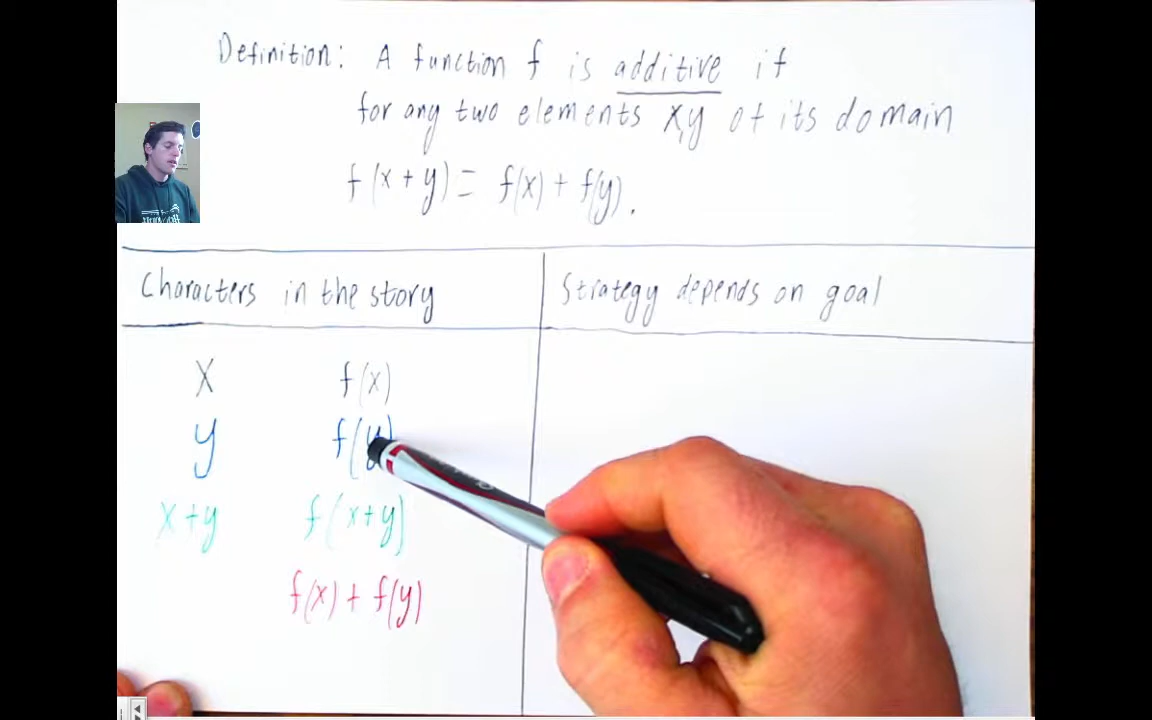 Definition: A function f is additive if
for any two elements x,y of its domain
f(x+y) = f(x) + f(y).
Characters in the story
Strategy depends on goal
x f(x)
y f(y)
x+y f(x+y)
f(x) + f(y)